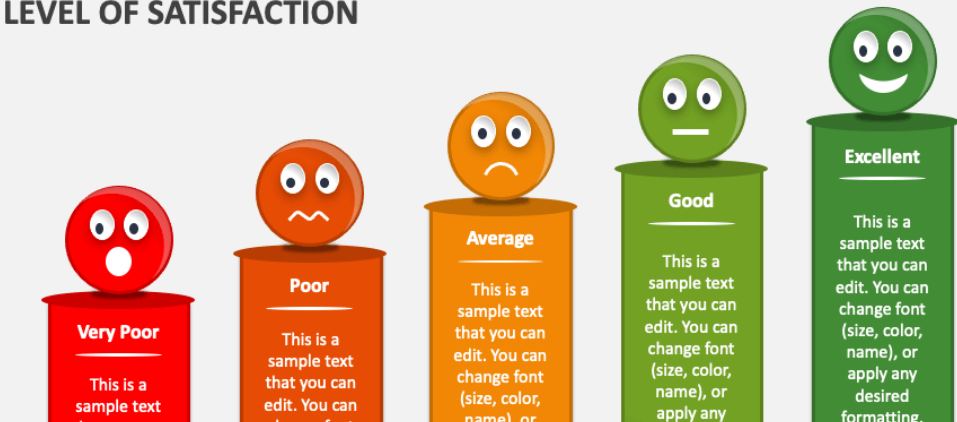 LEVEL OF SATISFACTION
Very Poor
This is a
sample text
Poor
This is a
sample text
that you can
edit. You can
Average
This is a
sample text
that you can
edit. You can
change font
(size, color,
name), or
Good
This is a
sample text
that you can
edit. You can
change font
(size, color,
name), or
apply any
Excellent
This is a
sample text
that you can
edit. You can
change font
(size, color,
name), or
apply any
desired
formatting.